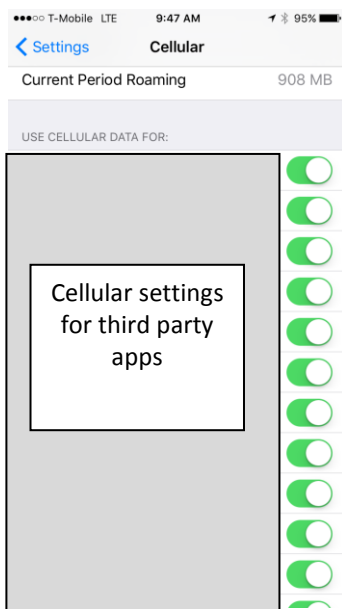 T-Mobile LTE 9:47 AM 95%
Settings Cellular
Current Period Roaming 908 MB
USE CELLULAR DATA FOR:
Cellular settings
for third party
apps